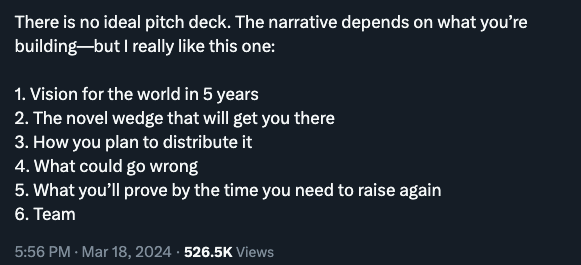 There is no ideal pitch deck. The narrative depends on what you’re
building—but I really like this one:
1. Vision for the world in 5 years
2. The novel wedge that will get you there
3. How you plan to distribute it
4. What could go wrong
5. What you’ll prove by the time you need to raise again
6. Team
5:56 PM · Mar 18, 2024 · 526.5K Views